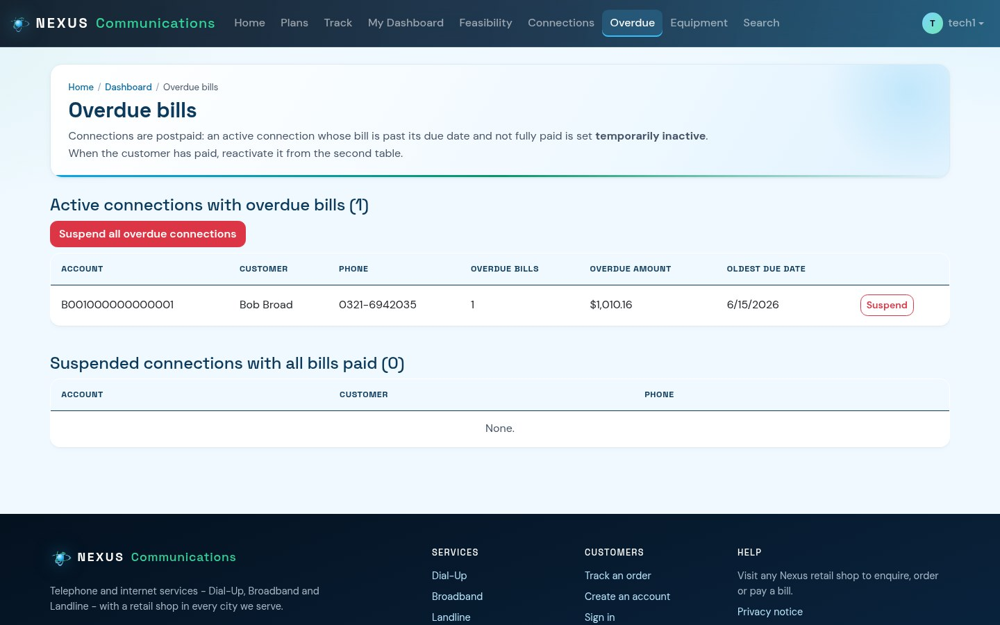 NEXUS Communications
Home Plans Track My Dashboard Feasibility Connections Overdue Equipment Search
T tech1
Home / Dashboard / Overdue bills
Overdue bills
Connections are postpaid: an active connection whose bill is past its due date and not fully paid is set temporarily inactive.
When the customer has paid, reactivate it from the second table.
Active connections with overdue bills (1)
Suspend all overdue connections
ACCOUNT CUSTOMER PHONE OVERDUE BILLS OVERDUE AMOUNT OLDEST DUE DATE
B001000000000001 Bob Broad 0321-6942035 1 $1,010.16 6/15/2026 Suspend
Suspended connections with all bills paid (0)
ACCOUNT CUSTOMER PHONE
None.
NEXUS Communications
Telephone and internet services - Dial-Up, Broadband and
Landline - with a retail shop in every city we serve.
SERVICES
Dial-Up
Broadband
Landline
CUSTOMERS
Track an order
Create an account
Sign in
HELP
Visit any Nexus retail shop to enquire, order
or pay a bill.
Privacy notice